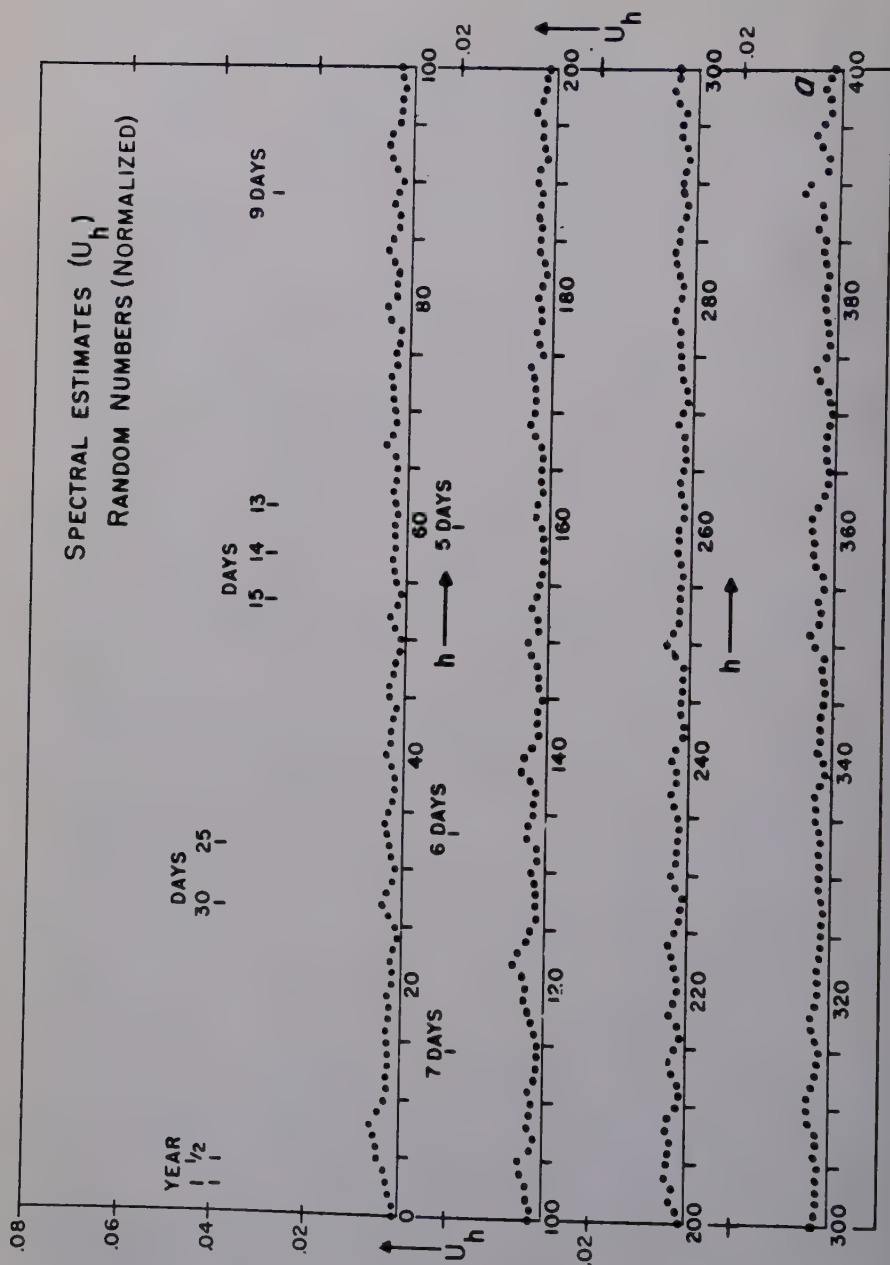 SPECTRAL ESTIMATES (U_h)
RANDOM NUMBERS (NORMALIZED)
.08
.06
.04
.02
YEAR
1/2
DAYS
30 25
DAYS
15 14 13
9 DAYS
0 20 40 60 80 100
U_h
h
7 DAYS
6 DAYS
5 DAYS
.02
U_h
100 120 140 160 180 200
.02
200 220 240 260 280 300
h
.02
a
300 320 340 360 380 400